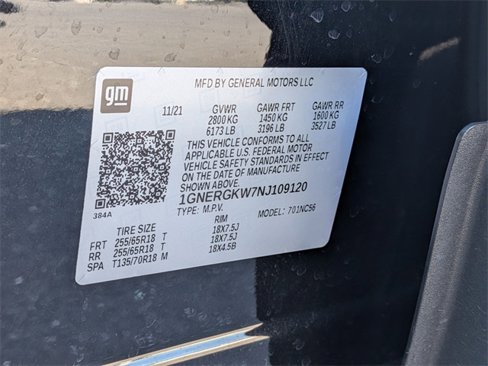 gm
MFD BY GENERAL MOTORS LLC
11/21 GVWR GAWR FRT GAWR RR
2800 KG 1450 KG 1600 KG
6173 LB 3196 LB 3527 LB
THIS VEHICLE CONFORMS TO ALL
APPLICABLE U.S. FEDERAL MOTOR
VEHICLE SAFETY STANDARDS IN EFFECT
ON THE DATE OF MANUFACTURE
SHOWN ABOVE.
1GNERGKW7NJ109120
384A TYPE: M.P.V. MODEL: 701NC56
TIRE SIZE RIM
FRT 255/65R18 T 18X7.5J
RR 255/65R18 T 18X7.5J
SPA T135/70R18 M 18X4.5B